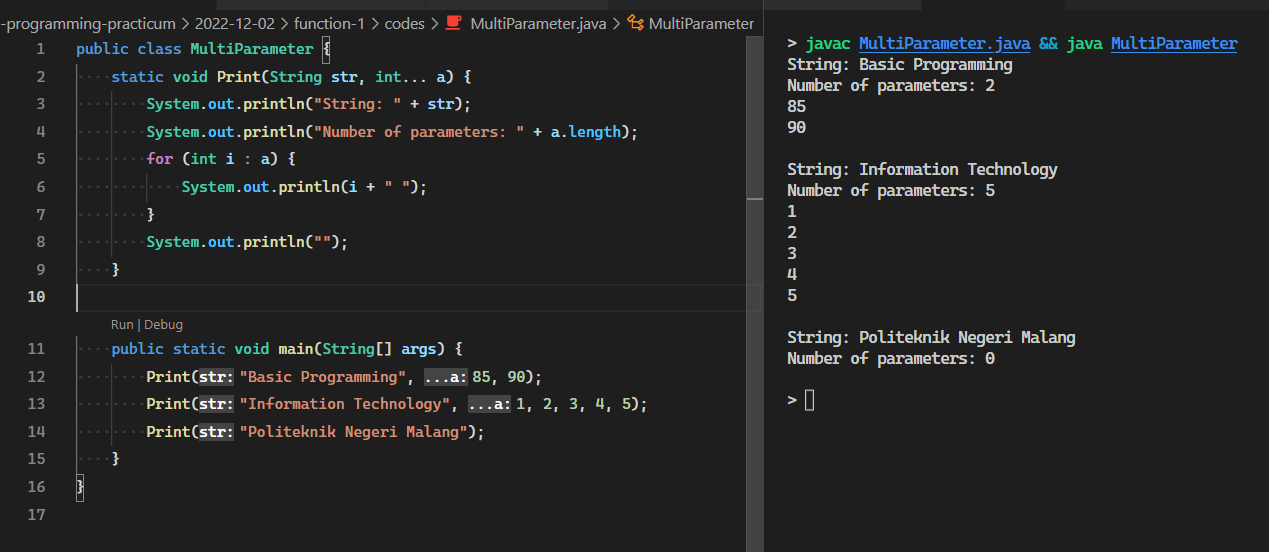 -programming-practicum > 2022-12-02 > function-1 > codes > MultiParameter.java > MultiParameter
1 public class MultiParameter {
2     static void Print(String str, int... a) {
3         System.out.println("String: " + str);
4         System.out.println("Number of parameters: " + a.length);
5         for (int i : a) {
6             System.out.println(i + " ");
7         }
8         System.out.println("");
9     }
10
Run | Debug
11     public static void main(String[] args) {
12         Print(str: "Basic Programming", ...a: 85, 90);
13         Print(str: "Information Technology", ...a: 1, 2, 3, 4, 5);
14         Print(str: "Politeknik Negeri Malang");
15     }
16 }
17
> javac MultiParameter.java && java MultiParameter
String: Basic Programming
Number of parameters: 2
85
90
String: Information Technology
Number of parameters: 5
1
2
3
4
5
String: Politeknik Negeri Malang
Number of parameters: 0
>